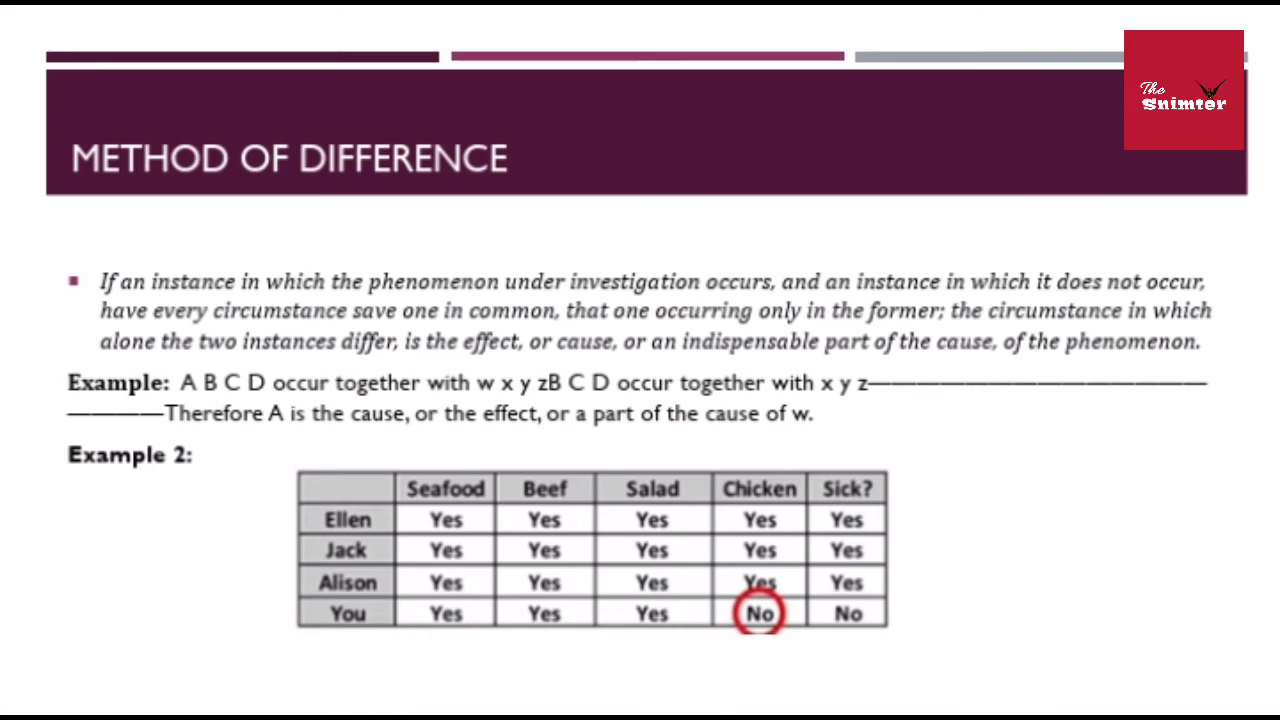 The
Snimter
METHOD OF DIFFERENCE
If an instance in which the phenomenon under investigation occurs, and an instance in which it does not occur,
have every circumstance save one in common, that one occurring only in the former; the circumstance in which
alone the two instances differ, is the effect, or cause, or an indispensable part of the cause, of the phenomenon.
Example: A B C D occur together with w x y zB C D occur together with x y z——————————————
——————Therefore A is the cause, or the effect, or a part of the cause of w.
Example 2:
Seafood Beef Salad Chicken Sick?
Ellen Yes Yes Yes Yes Yes
Jack Yes Yes Yes Yes Yes
Alison Yes Yes Yes Yes Yes
You Yes Yes Yes No No